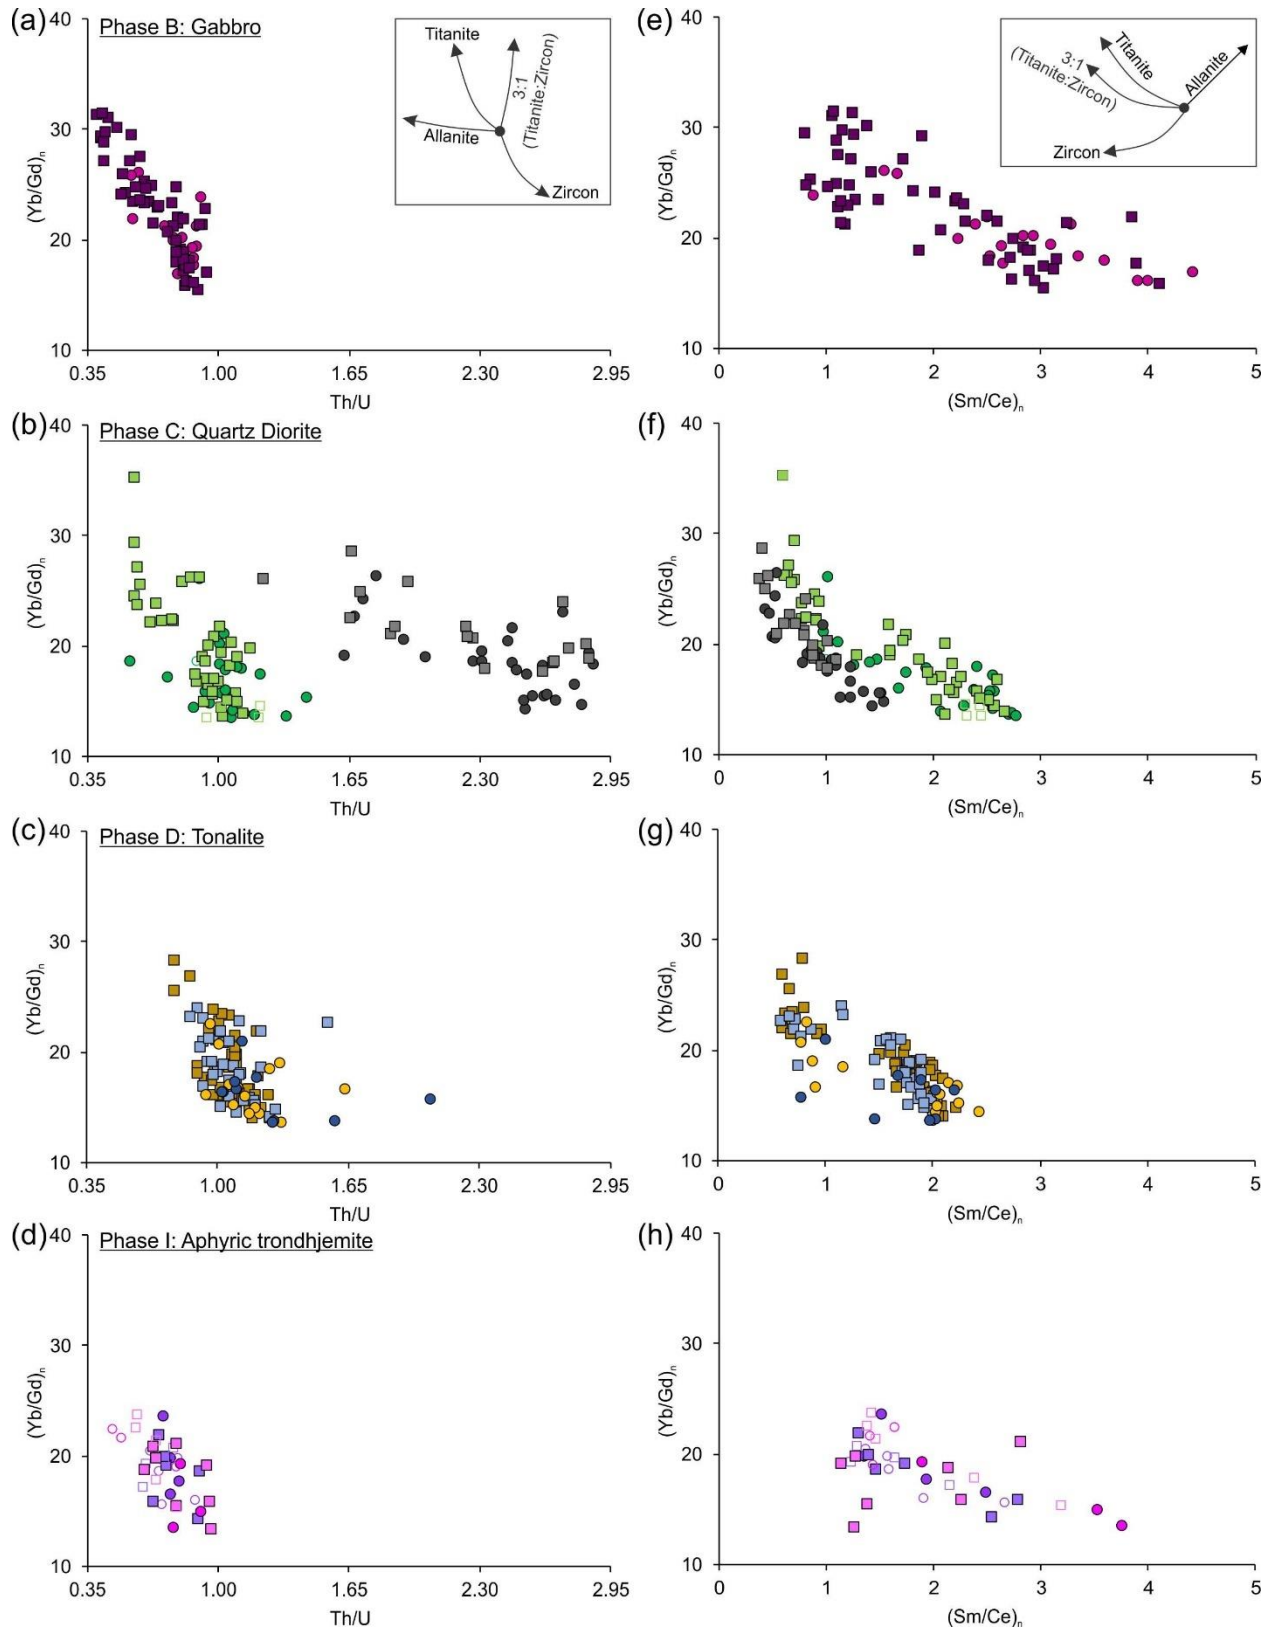 (a) Phase B: Gabbro
40
30
20
10
(Yb/Gd)n
0.35 1.00 1.65 2.30 2.95
Th/U
Titanite
3:1
(Titanite:Zircon)
Allanite
Zircon
(e)
40
30
20
10
(Yb/Gd)n
0 1 2 3 4 5
(Sm/Ce)n
3:1
(Titanite:Zircon)
Titanite
Allanite
Zircon
(b) Phase C: Quartz Diorite
40
30
20
10
(Yb/Gd)n
0.35 1.00 1.65 2.30 2.95
Th/U
(f)
40
30
20
10
(Yb/Gd)n
0 1 2 3 4 5
(Sm/Ce)n
(c) Phase D: Tonalite
40
30
20
10
(Yb/Gd)n
0.35 1.00 1.65 2.30 2.95
Th/U
(g)
40
30
20
10
(Yb/Gd)n
0 1 2 3 4 5
(Sm/Ce)n
(d) Phase I: Aphyric trondhjemite
40
30
20
10
(Yb/Gd)n
0.35 1.00 1.65 2.30 2.95
Th/U
(h)
40
30
20
10
(Yb/Gd)n
0 1 2 3 4 5
(Sm/Ce)n